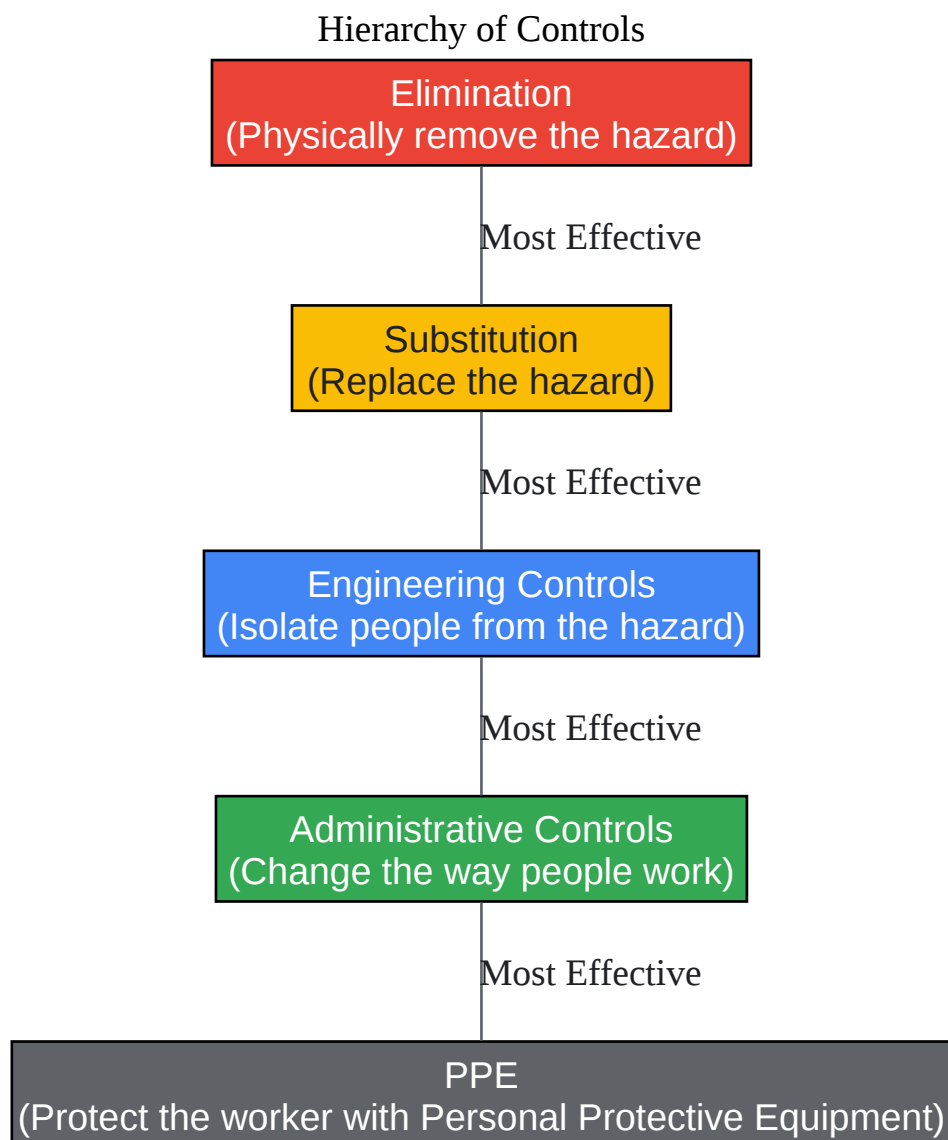 Hierarchy of Controls
Elimination
(Physically remove the hazard)
Most Effective
Substitution
(Replace the hazard)
Most Effective
Engineering Controls
(Isolate people from the hazard)
Most Effective
Administrative Controls
(Change the way people work)
Most Effective
PPE
(Protect the worker with Personal Protective Equipment)